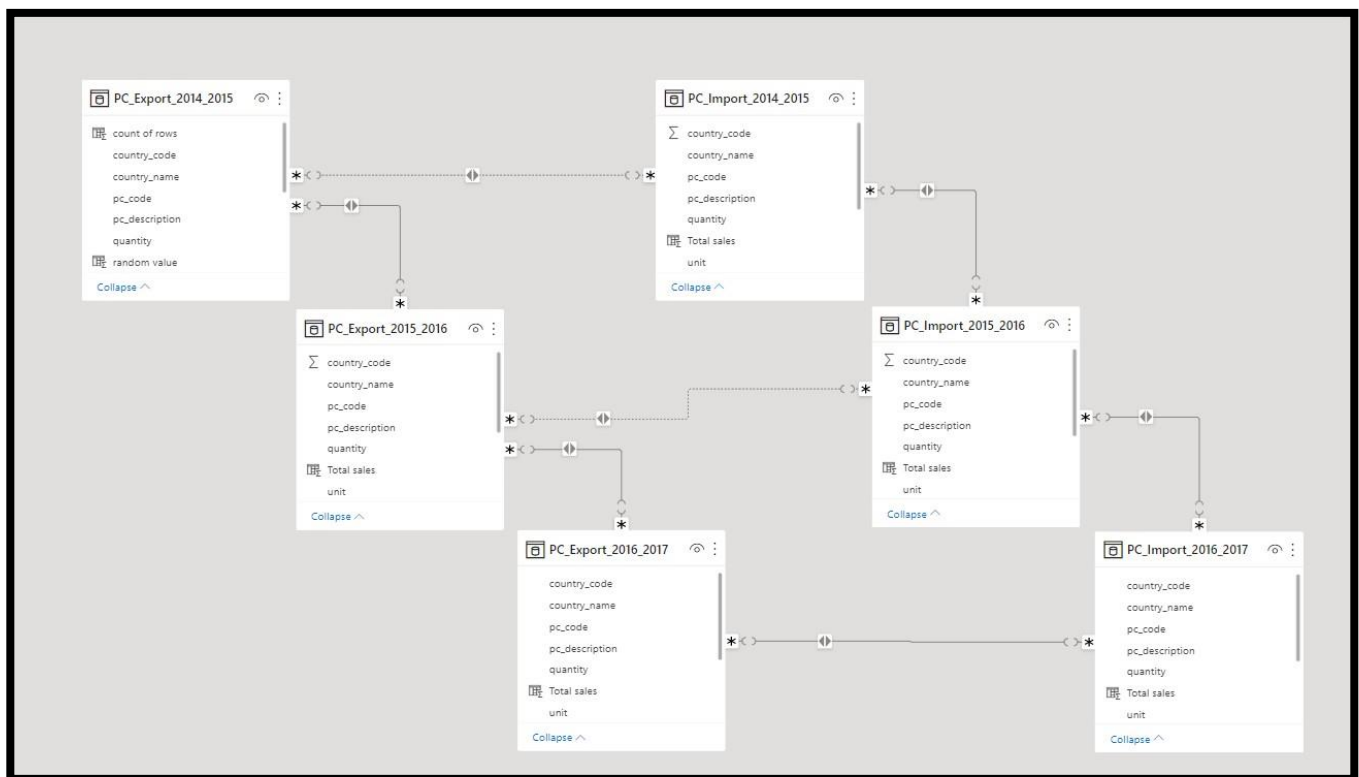 PC_Export_2014_2015
count of rows
country_code
country_name
pc_code
pc_description
quantity
random value
Collapse
PC_Import_2014_2015
country_code
country_name
pc_code
pc_description
quantity
Total sales
unit
Collapse
PC_Export_2015_2016
country_code
country_name
pc_code
pc_description
quantity
Total sales
unit
Collapse
PC_Import_2015_2016
country_code
country_name
pc_code
pc_description
quantity
Total sales
unit
Collapse
PC_Export_2016_2017
country_code
country_name
pc_code
pc_description
quantity
Total sales
unit
Collapse
PC_Import_2016_2017
country_code
country_name
pc_code
pc_description
quantity
Total sales
unit
Collapse